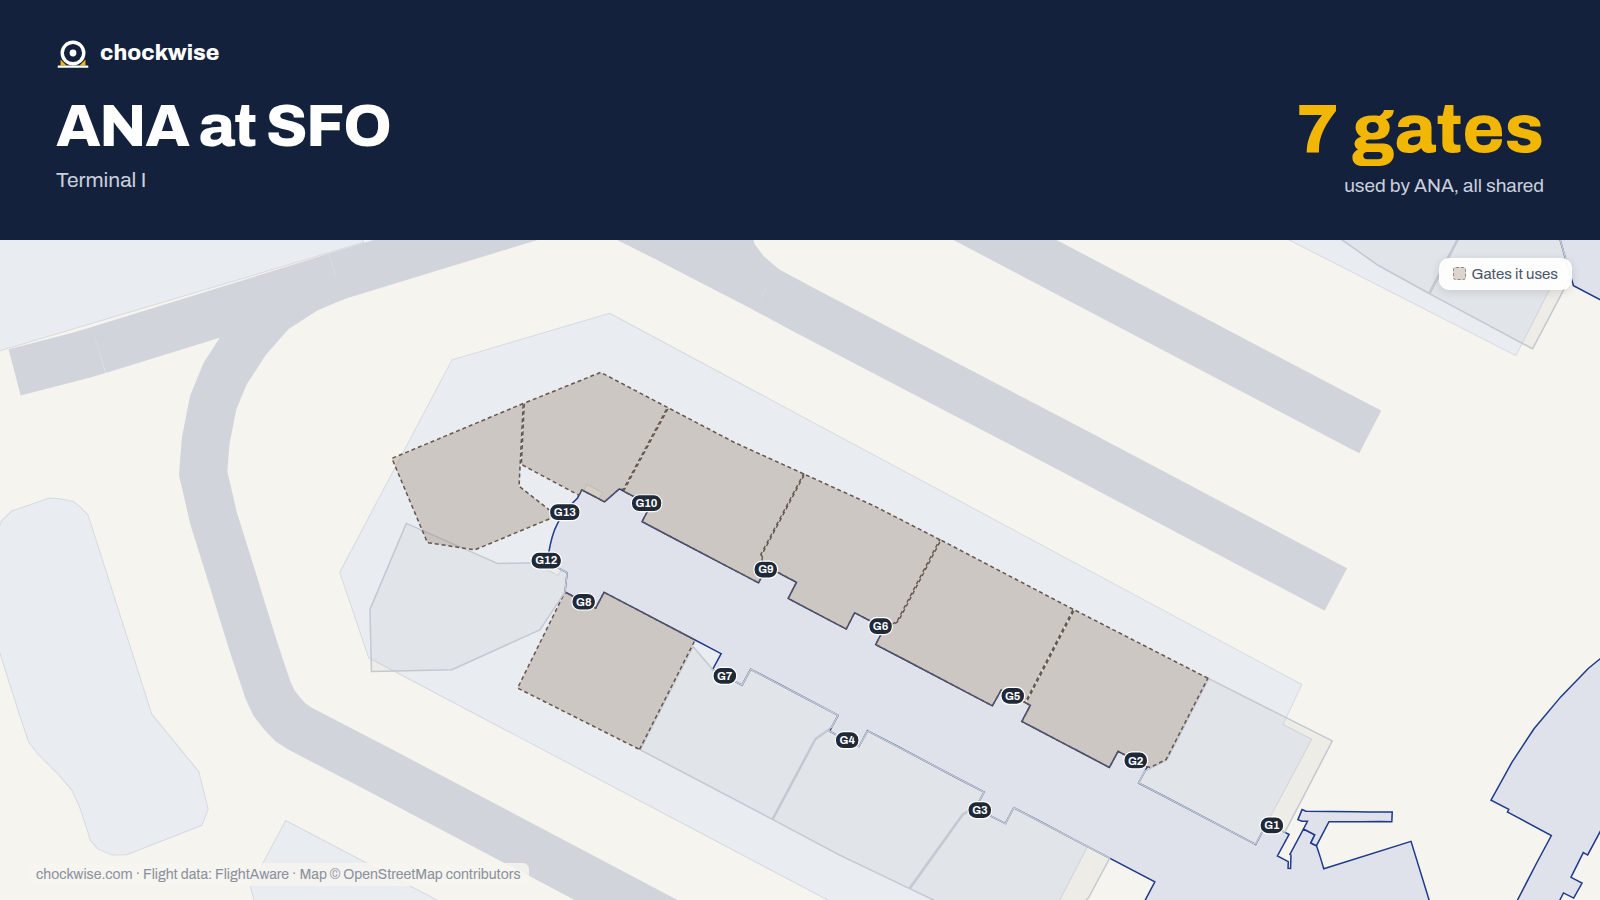 chockwise
ANA at SFO
Terminal I
7 gates
used by ANA, all shared
Gates it uses
G13
G10
G12
G9
G8
G6
G7
G5
G4
G2
G3
G1
chockwise.com · Flight data: FlightAware · Map © OpenStreetMap contributors